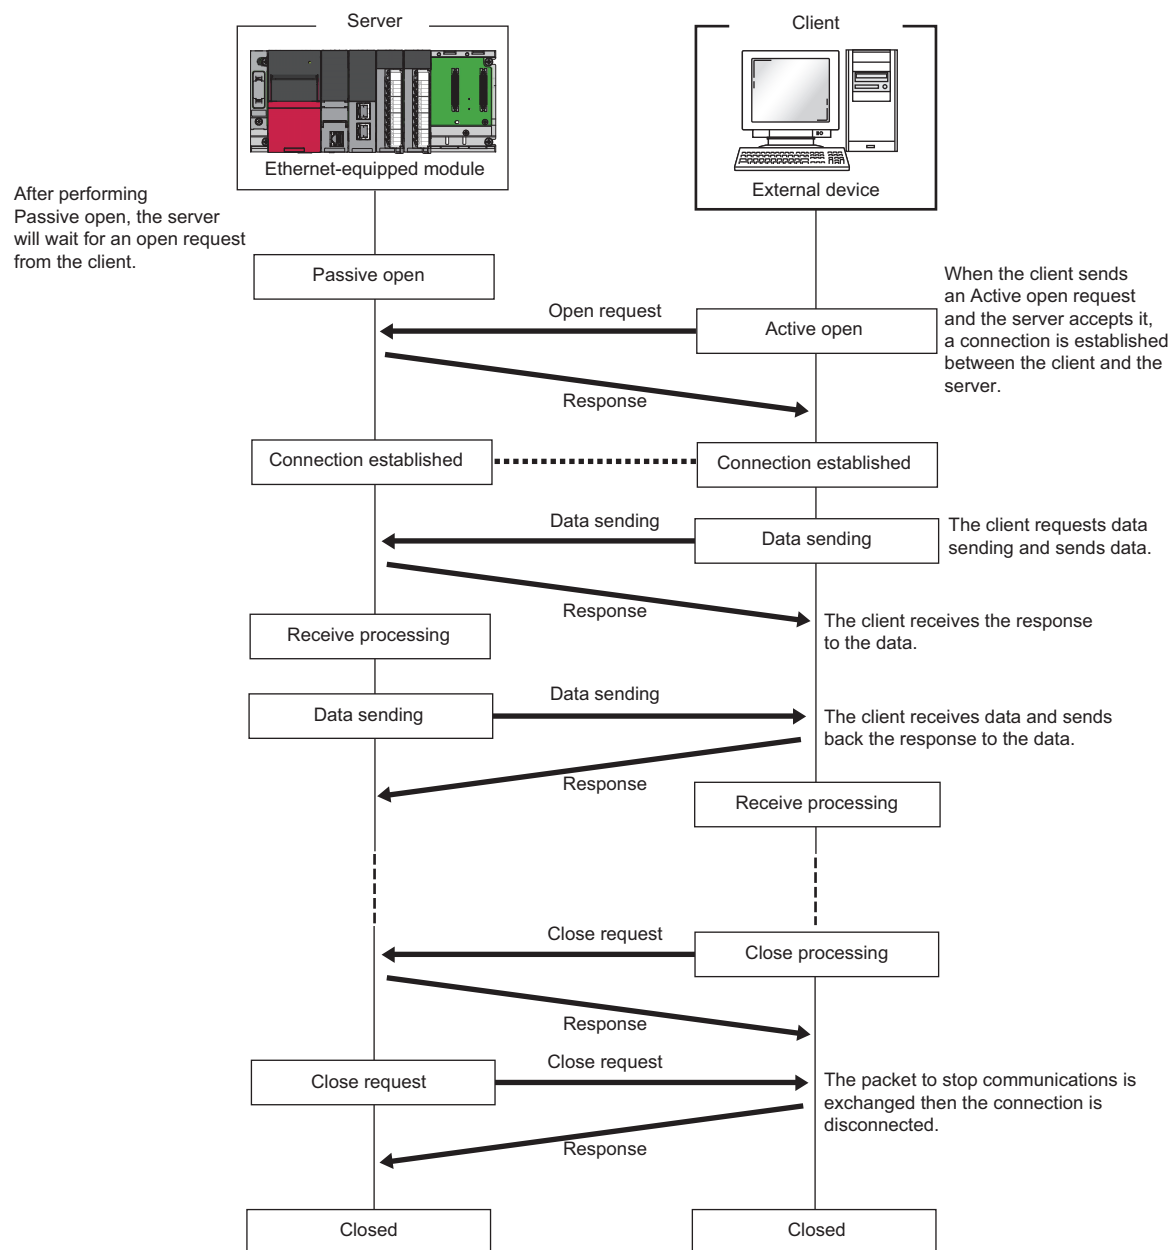 Server
Client
Ethernet-equipped module
External device
After performing
Passive open, the server
will wait for an open request
from the client.
Passive open
When the client sends
an Active open request
and the server accepts it,
a connection is established
between the client and the
server.
Open request
Active open
Response
Connection established
Connection established
Data sending
Data sending
The client requests data
sending and sends data.
Response
The client receives the response
to the data.
Receive processing
Data sending
Data sending
The client receives data and sends
back the response to the data.
Response
Receive processing
Close request
Close processing
Response
Close request
Close request
The packet to stop communications is
exchanged then the connection is
disconnected.
Response
Closed
Closed